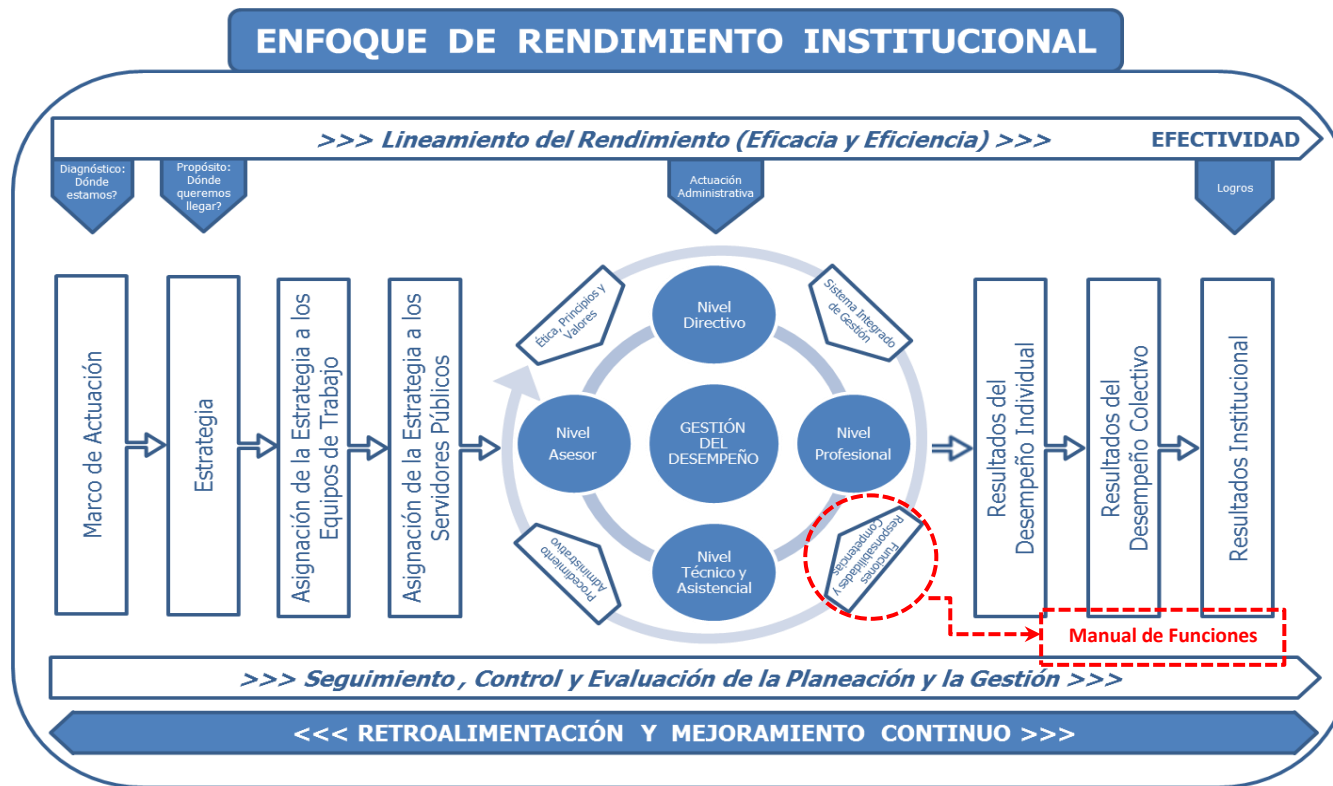 ENFOQUE DE RENDIMIENTO INSTITUCIONAL
>>> Lineamiento del Rendimiento (Eficacia y Eficiencia) >>>
EFECTIVIDAD
Diagnóstico:
Dónde
estamos?
Propósito:
Dónde
queremos
llegar?
Actuación
Administrativa
Logros
Marco de Actuación
Estrategia
Asignación de la Estrategia a los
Equipos de Trabajo
Asignación de la Estrategia a los
Servidores Públicos
Ética, Principios y
Valores
Nivel
Directivo
Sistema Integrado
de Gestión
Nivel
Asesor
GESTIÓN
DEL
DESEMPEÑO
Nivel
Profesional
Procedimiento
Administrativo
Nivel
Técnico y
Asistencial
Funciones
Responsabilidades y
Competencias
Resultados del
Desempeño Individual
Resultados del
Desempeño Colectivo
Resultados Institucional
Manual de Funciones
>>> Seguimiento , Control y Evaluación de la Planeación y la Gestión >>>
<<< RETROALIMENTACIÓN Y MEJORAMIENTO CONTINUO >>>